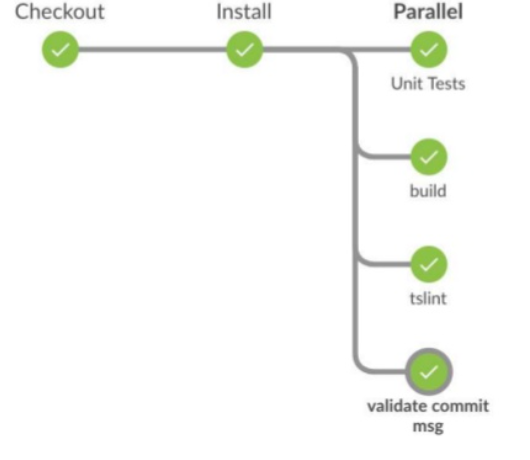 Checkout Install Parallel
Unit Tests
build
tslint
validate commit
msg